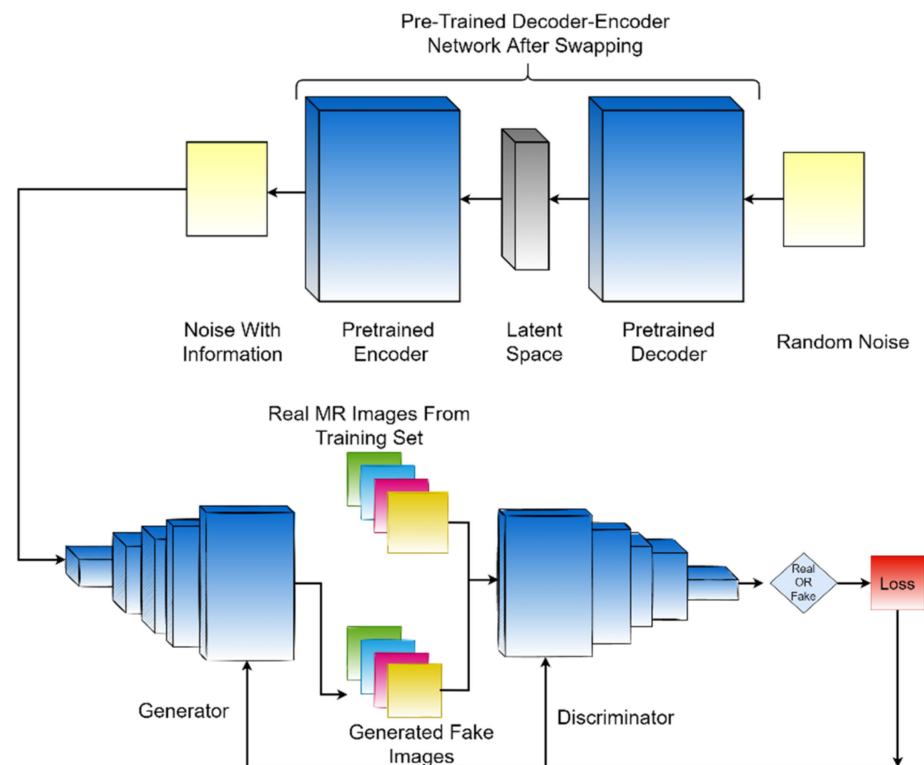 Pre-Trained Decoder-Encoder
Network After Swapping
Noise With
Information
Pretrained
Encoder
Latent
Space
Pretrained
Decoder
Random Noise
Real MR Images From
Training Set
Real
OR
Fake
Loss
Generator
Generated Fake
Images
Discriminator